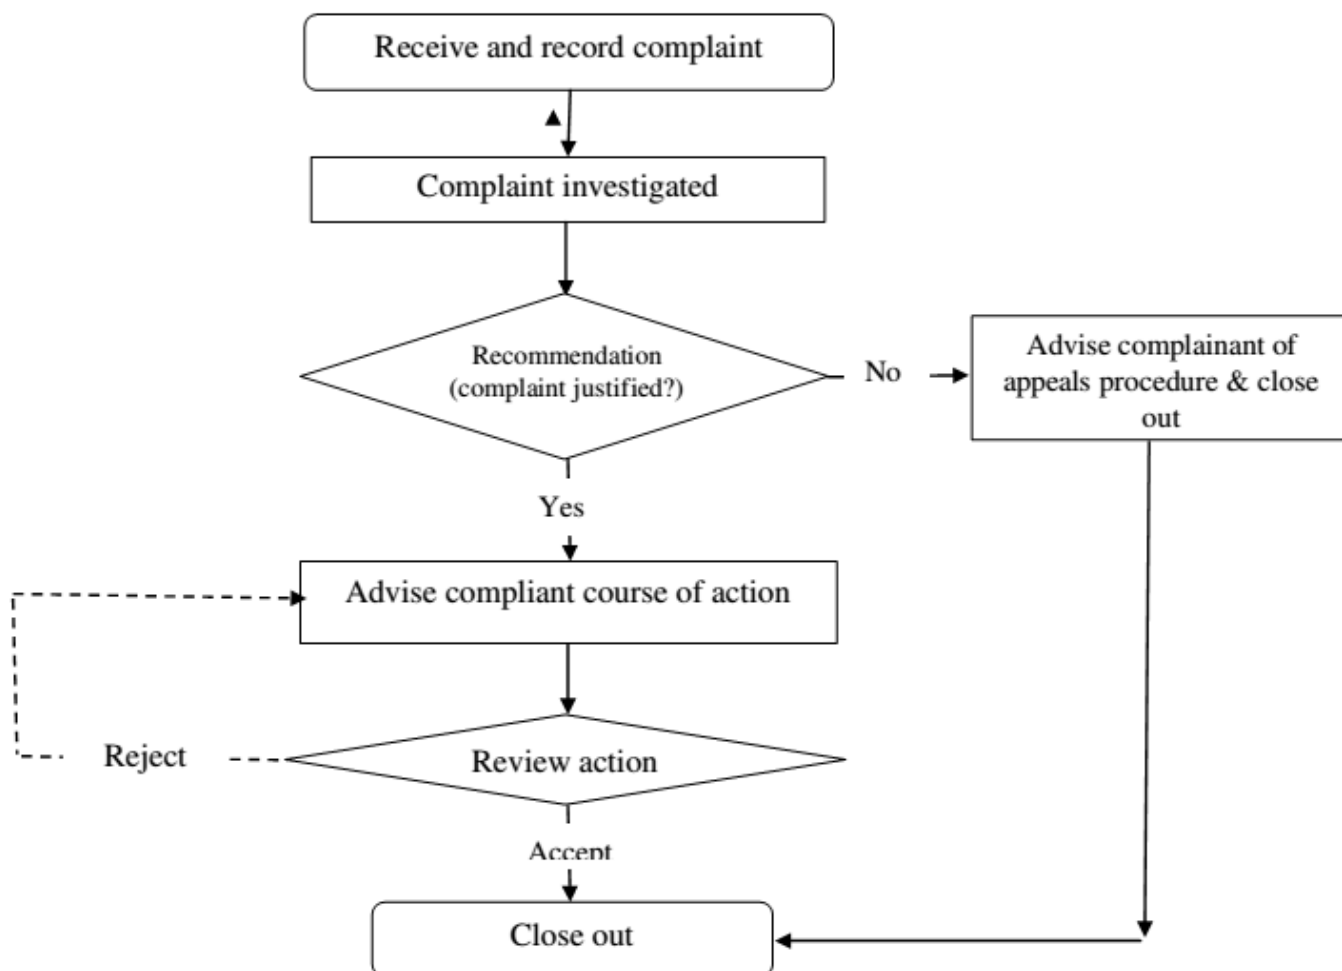 Receive and record complaint
Complaint investigated
Recommendation
(complaint justified?)
No
Advise complainant of
appeals procedure & close
out
Yes
Advise compliant course of action
Reject
Review action
Accept
Close out